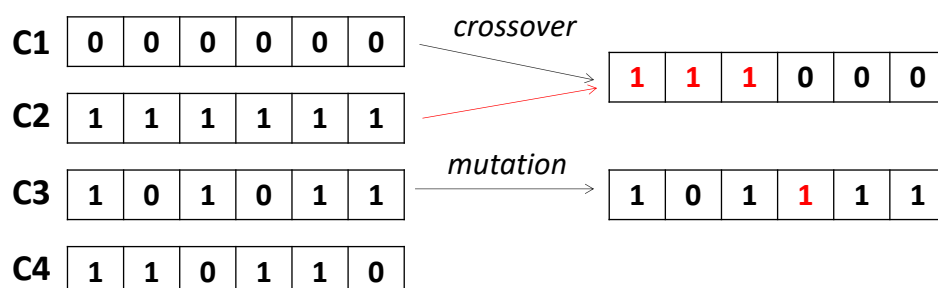 C1 0 0 0 0 0 0 crossover
1 1 1 0 0 0
C2 1 1 1 1 1 1
mutation
C3 1 0 1 0 1 1
1 0 1 1 1 1
C4 1 1 0 1 1 0